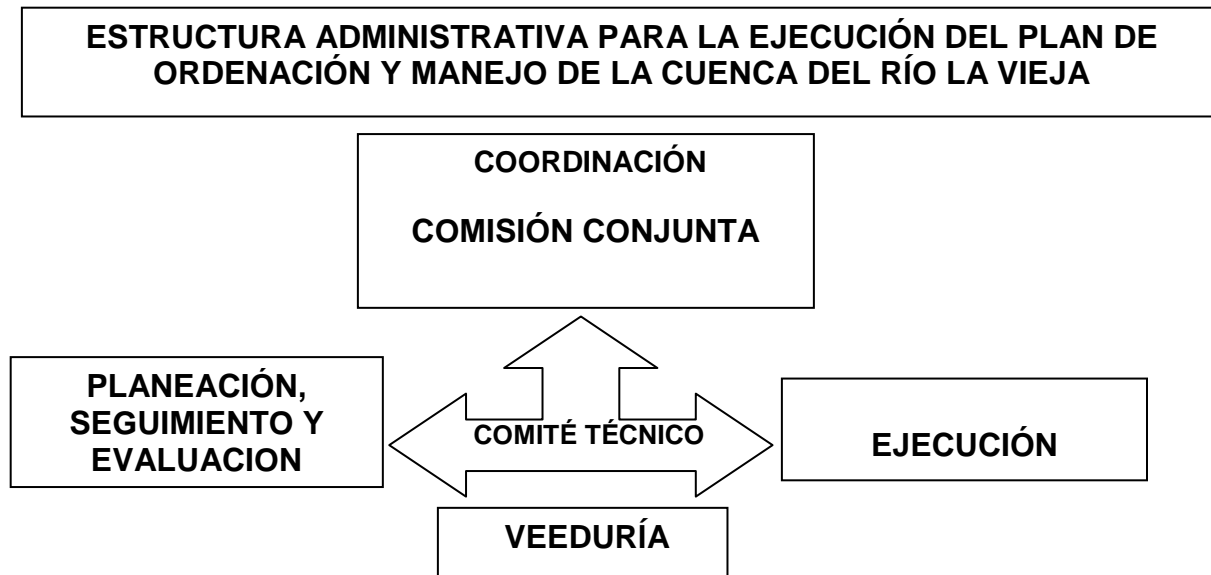 ESTRUCTURA ADMINISTRATIVA PARA LA EJECUCIÓN DEL PLAN DE
ORDENACIÓN Y MANEJO DE LA CUENCA DEL RÍO LA VIEJA
COORDINACIÓN
COMISIÓN CONJUNTA
PLANEACIÓN,
SEGUIMIENTO Y
EVALUACION
COMITÉ TÉCNICO
EJECUCIÓN
VEEDURÍA